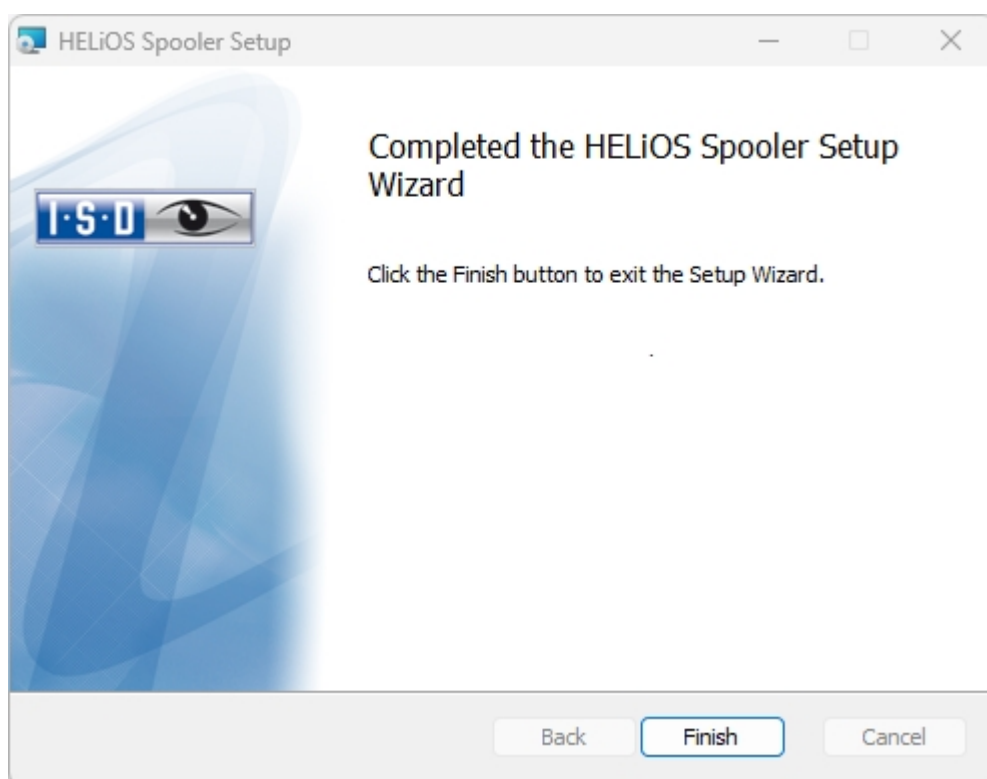 HELiOS Spooler Setup
Completed the HELiOS Spooler Setup
Wizard
I·S·D
Click the Finish button to exit the Setup Wizard.
Back
Finish
Cancel